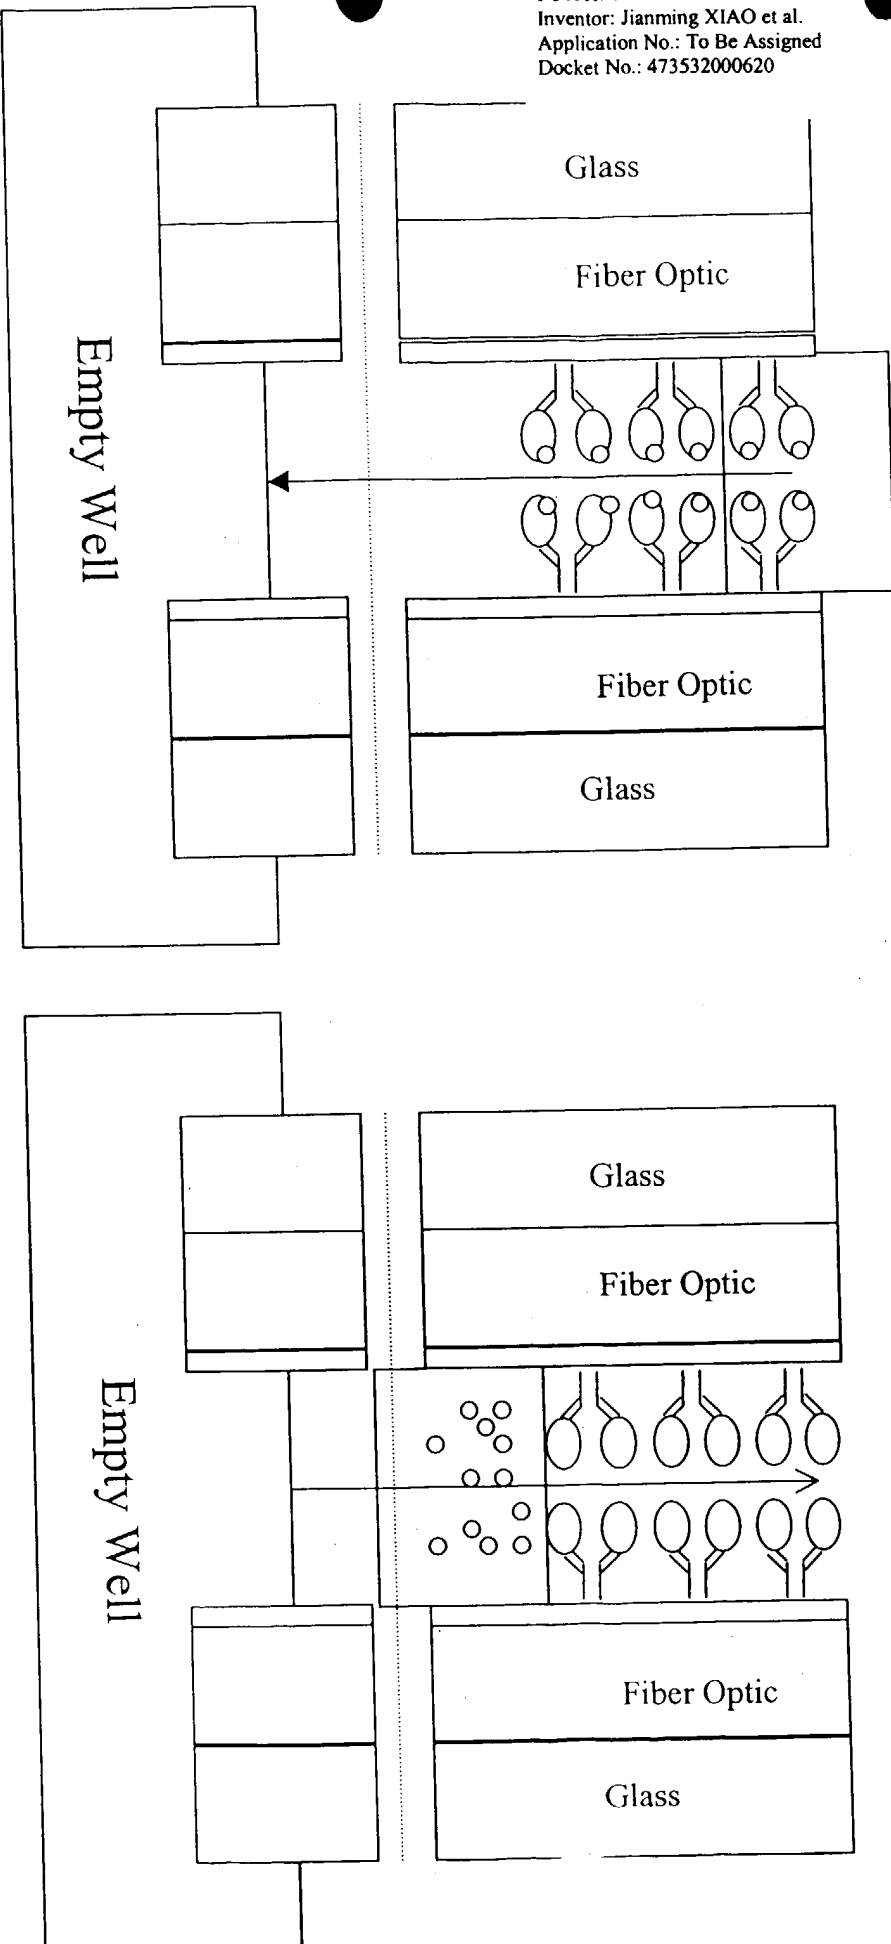 Inventor: Jianming XIAO et al.
Application No.: To Be Assigned
Docket No.: 473532000620
Glass
Fiber Optic
Empty Well
Fiber Optic
Glass
Glass
Fiber Optic
Empty Well
Fiber Optic
Glass